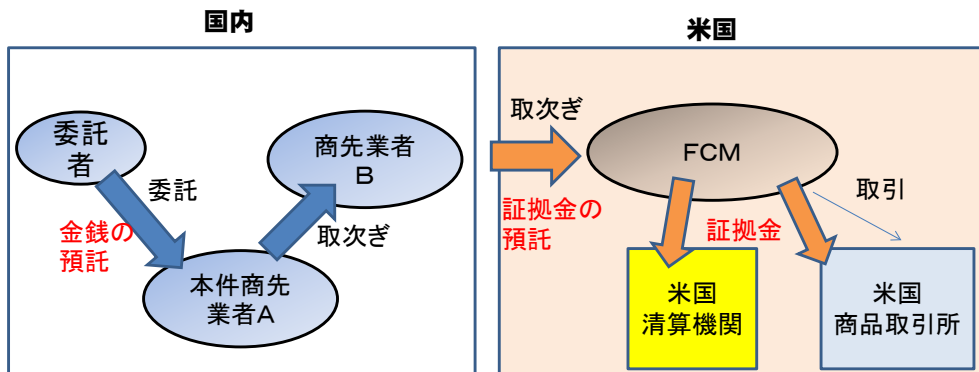 国内
米国
委託
者
委託
金銭の
預託
商先業者
B
取次ぎ
本件商先
業者A
取次ぎ
証拠金の
預託
FCM
証拠金
取引
米国
清算機関
米国
商品取引所